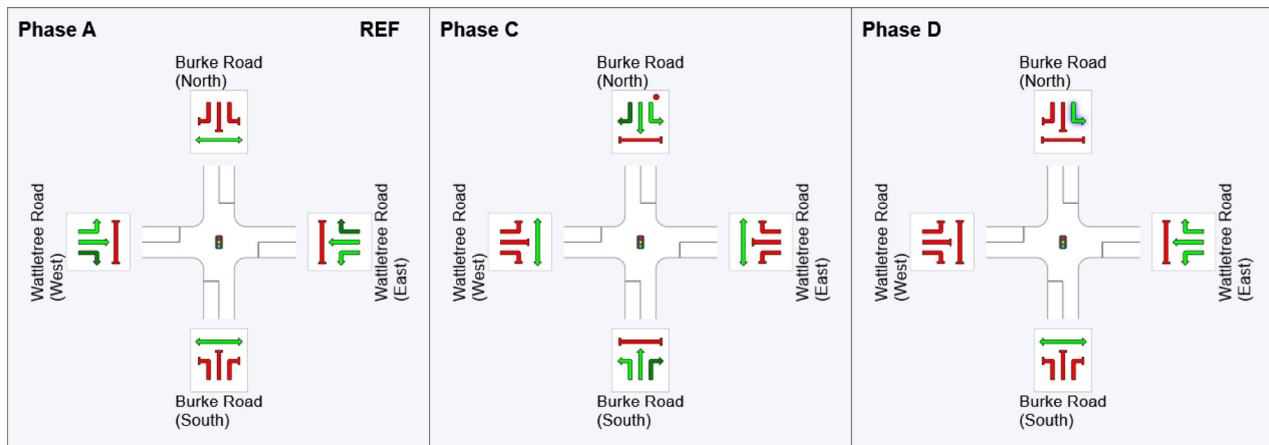 Phase A
REF
Burke Road
(North)
Wattletree Road
(West)
Wattletree Road
(East)
Burke Road
(South)
Phase C
Burke Road
(North)
Wattletree Road
(West)
Wattletree Road
(East)
Burke Road
(South)
Phase D
Burke Road
(North)
Wattletree Road
(West)
Wattletree Road
(East)
Burke Road
(South)